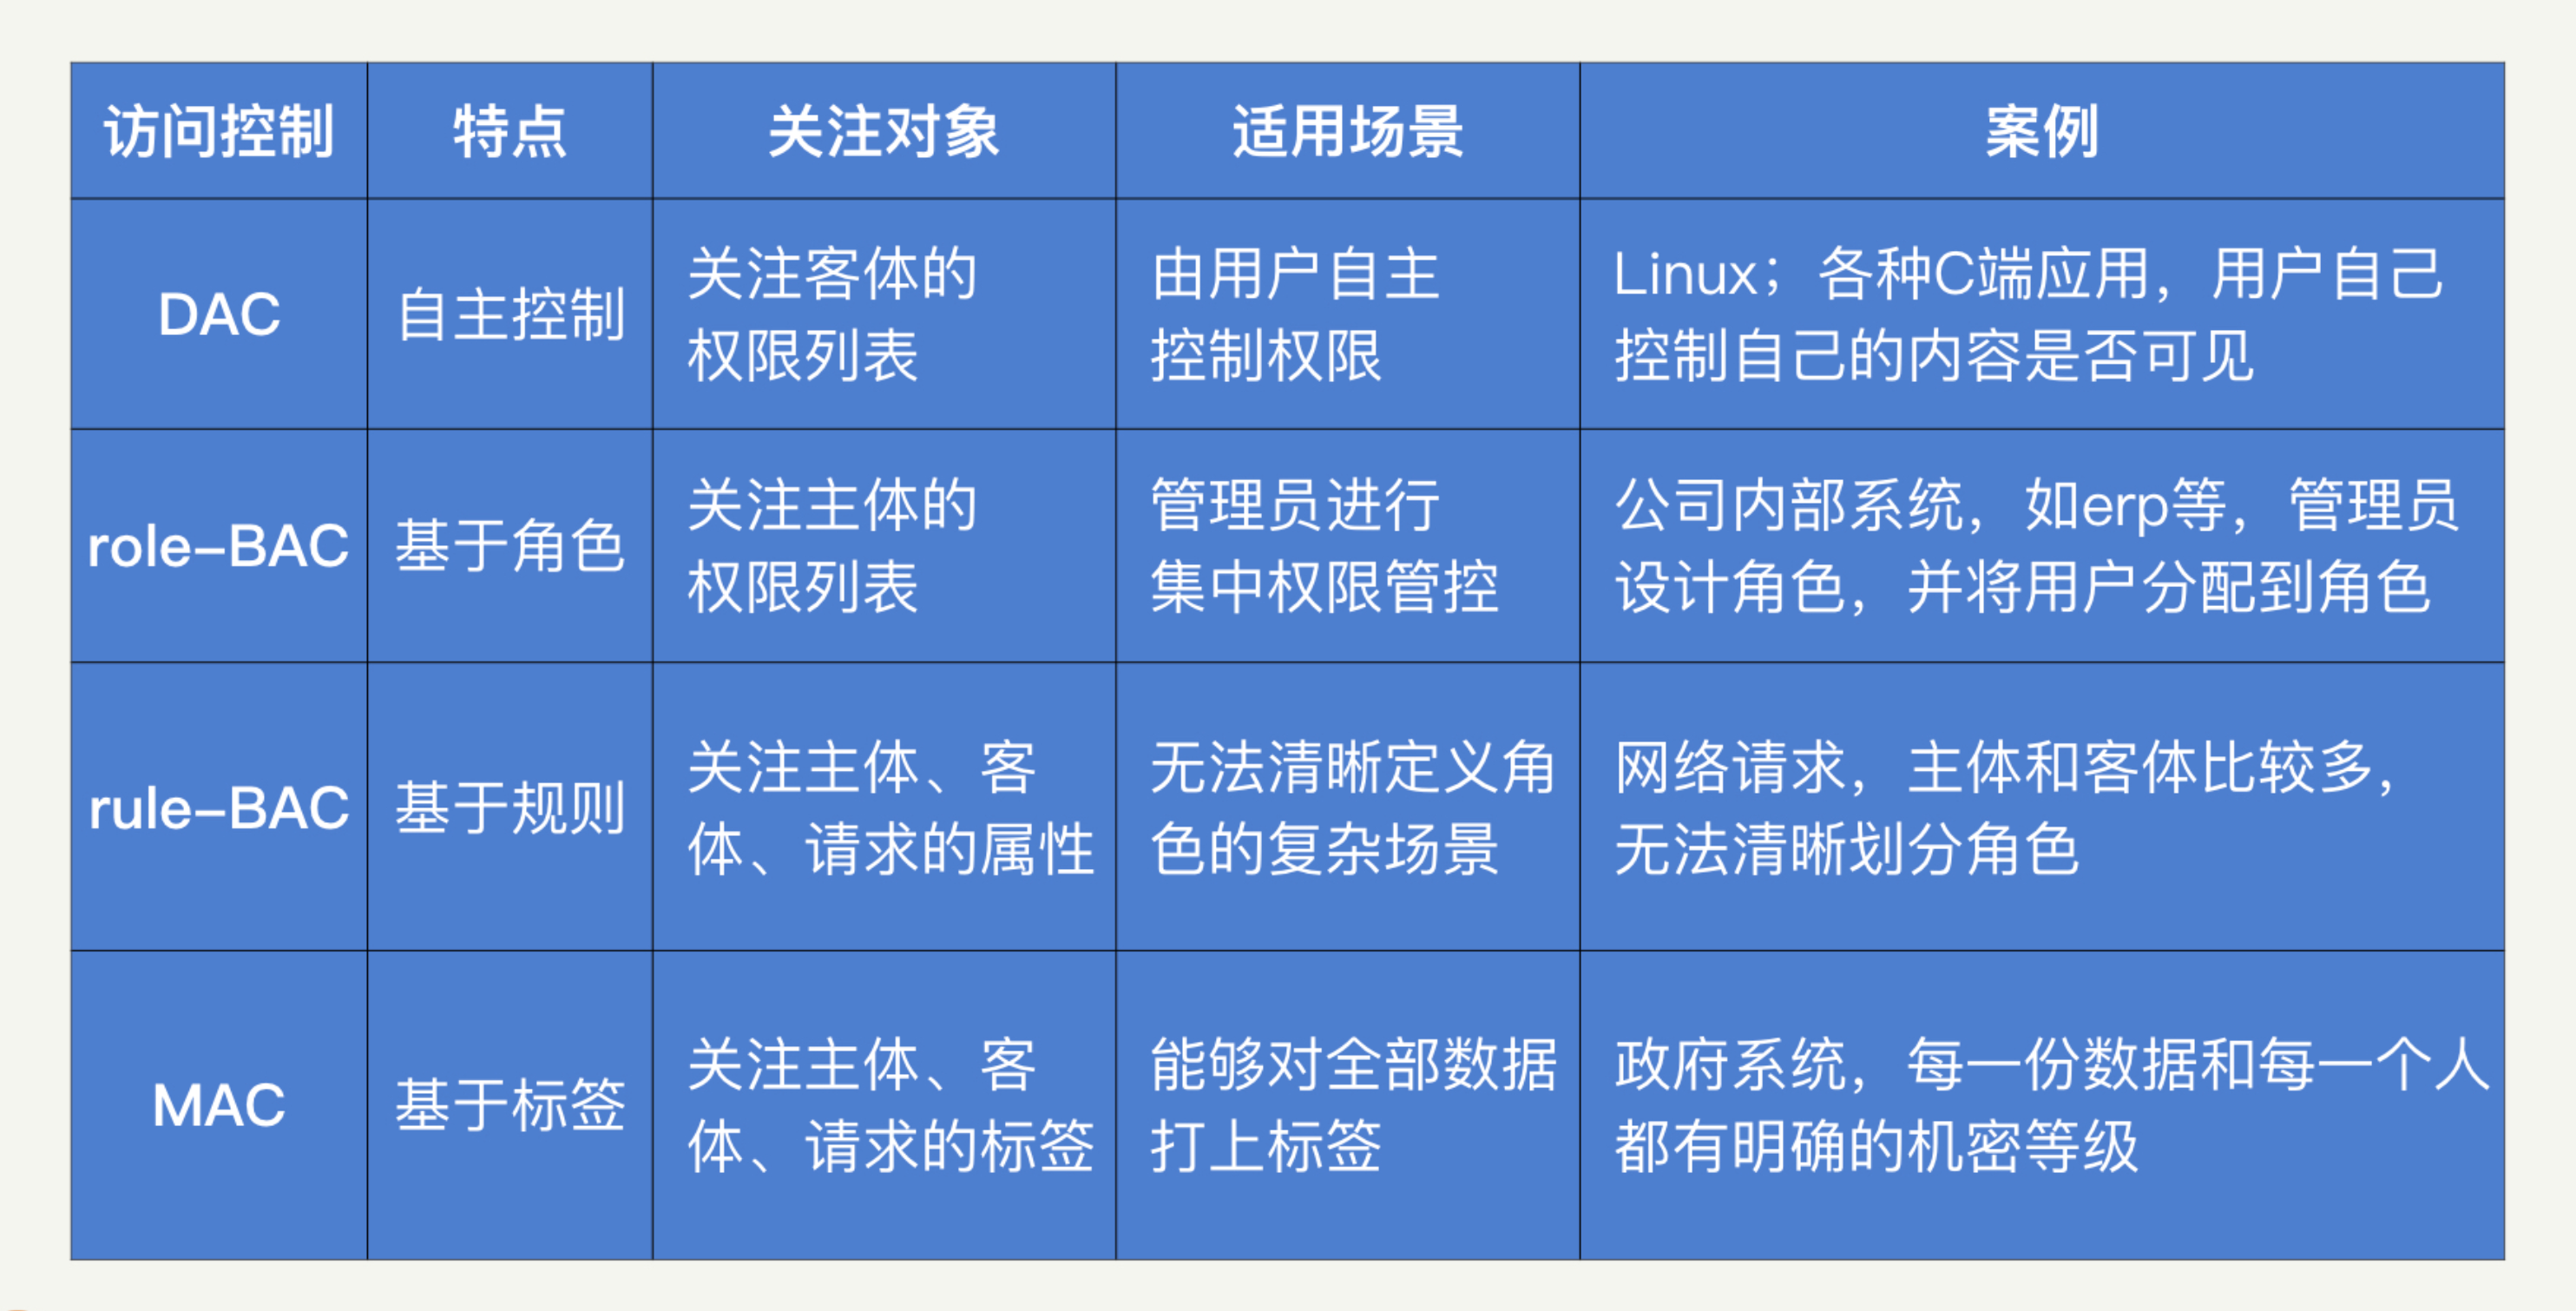 访问控制 特点 关注对象 适用场景 案例
DAC
自主控制
关注客体的
权限列表
由用户自主
控制权限
Linux；各种C端应用，用户自己
控制自己的内容是否可见
role-BAC
基于角色
关注主体的
权限列表
管理员进行
集中权限管控
公司内部系统，如erp等，管理员
设计角色，并将用户分配到角色
rule-BAC
基于规则
关注主体、客
体、请求的属性
无法清晰定义角
色的复杂场景
网络请求，主体和客体比较多，
无法清晰划分角色
MAC
基于标签
关注主体、客
体、请求的标签
能够对全部数据
打上标签
政府系统，每一份数据和每一个人
都有明确的机密等级